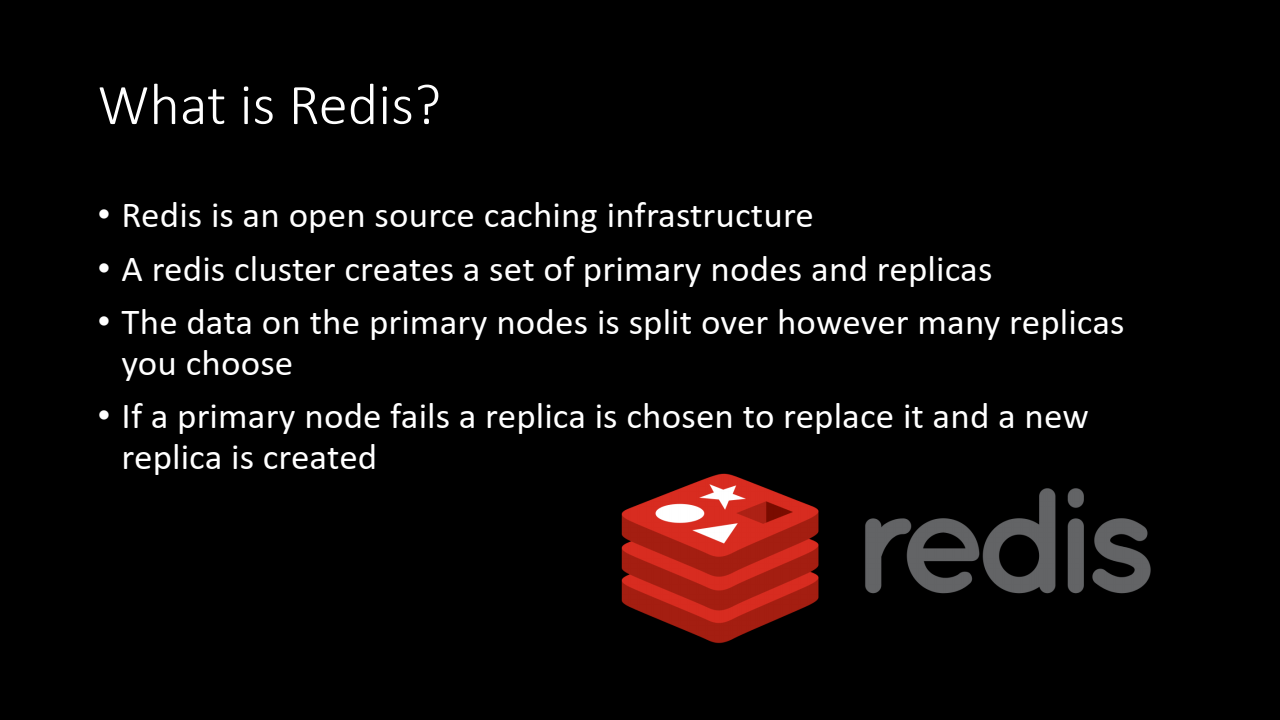 What is Redis?
• Redis is an open source caching infrastructure
• A redis cluster creates a set of primary nodes and replicas
• The data on the primary nodes is split over however many replicas
you choose
• If a primary node fails a replica is chosen to replace it and a new
replica is created
redis